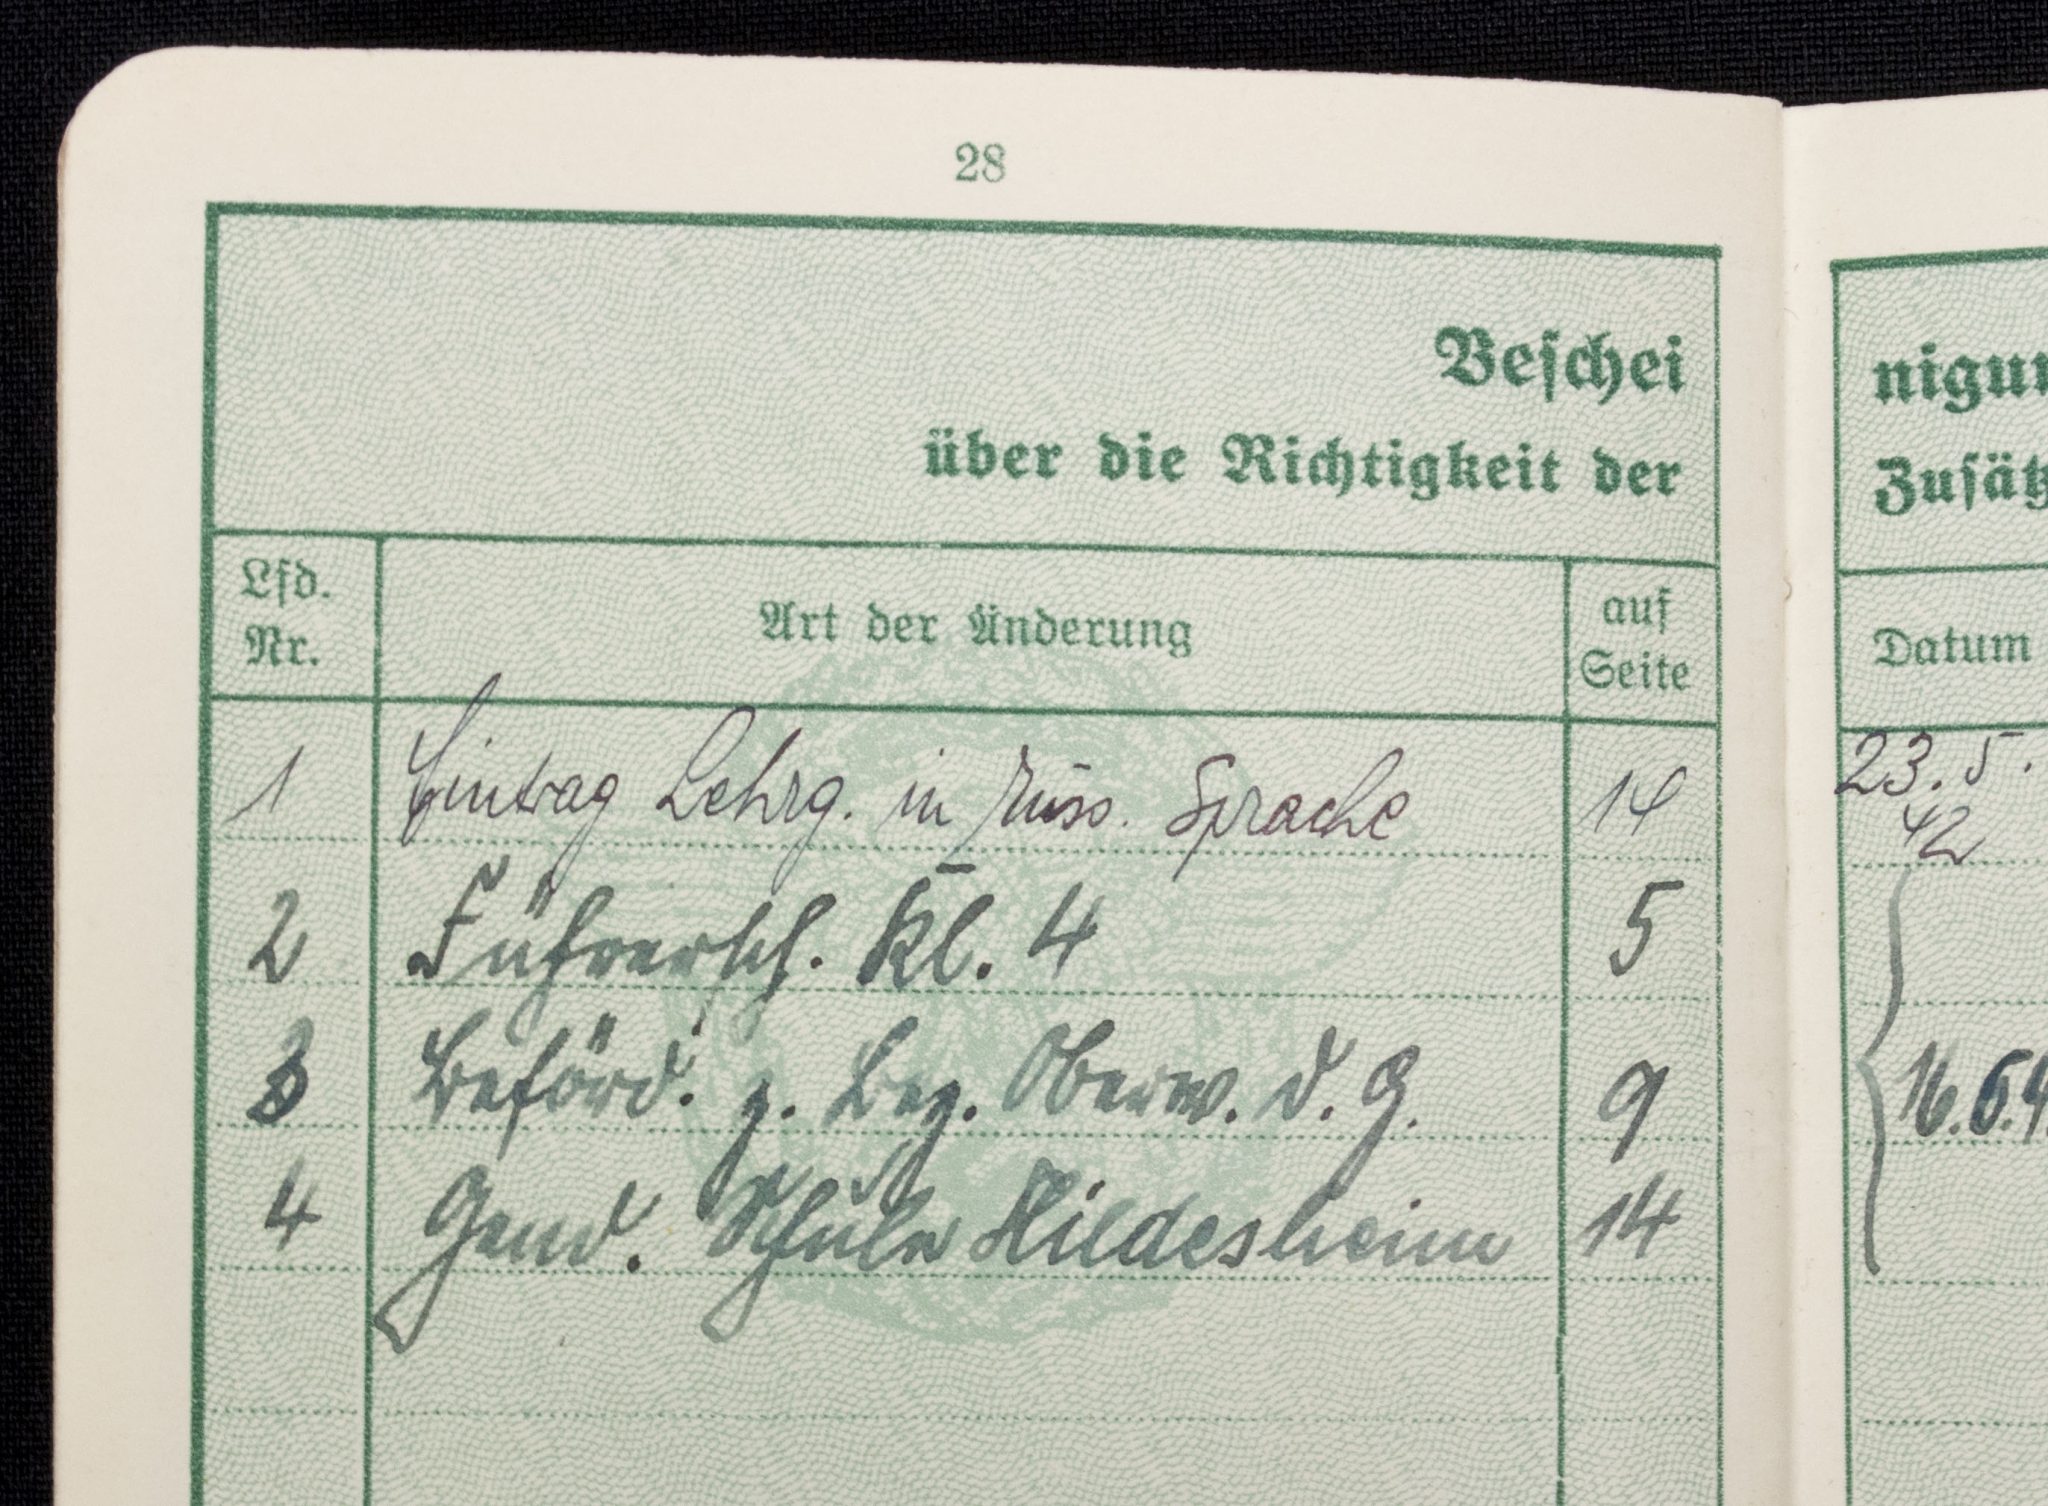 28
Beschei
über die Richtigkeit der
nigun
Zusätz
Lfd. Nr. Art der Änderung auf Seite Datum
1 Eintrag Lehrg. in russ. Sprache 14 23. 5. 42
2 Führersch. Kl. 4 5
3 Beförd. z. Bez. Oberw. d. G. 9 16.6.4
4 Gend. Schule Hildesheim 14